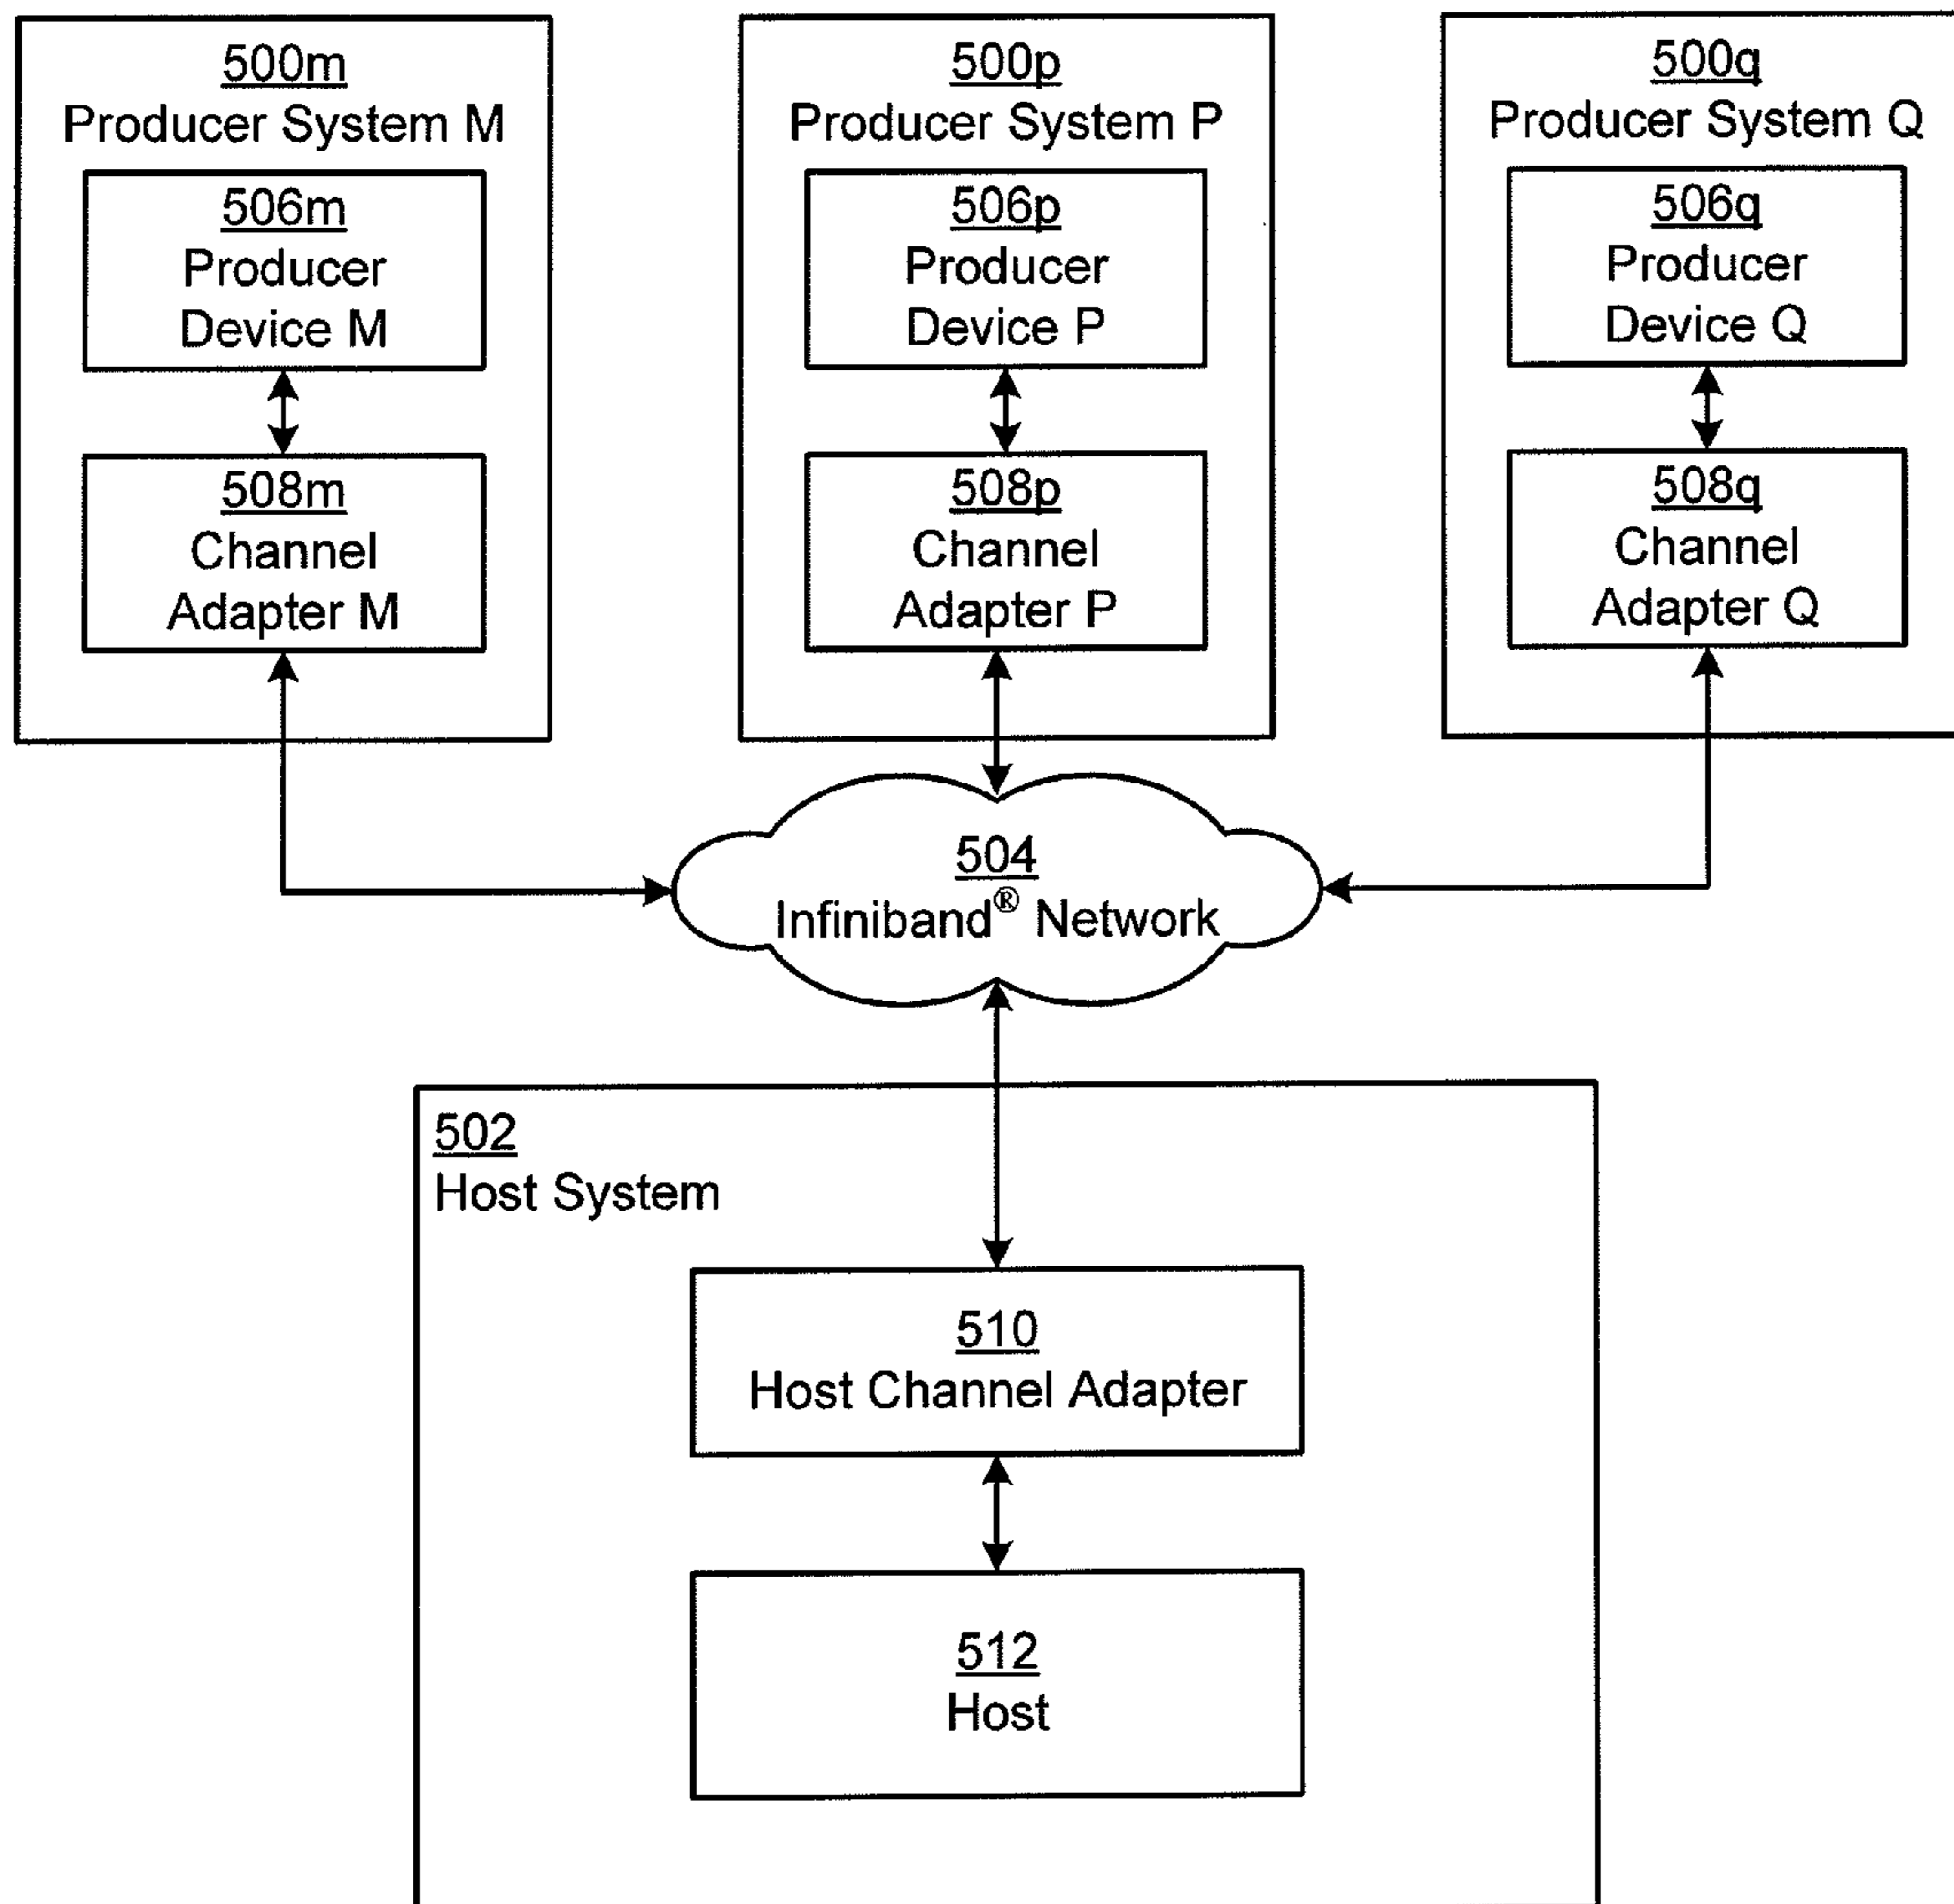 500m
Producer System M
506m
Producer
Device M
508m
Channel
Adapter M
500p
Producer System P
506p
Producer
Device P
508p
Channel
Adapter P
500q
Producer System Q
506q
Producer
Device Q
508q
Channel
Adapter Q
504
Infiniband® Network
502
Host System
510
Host Channel Adapter
512
Host